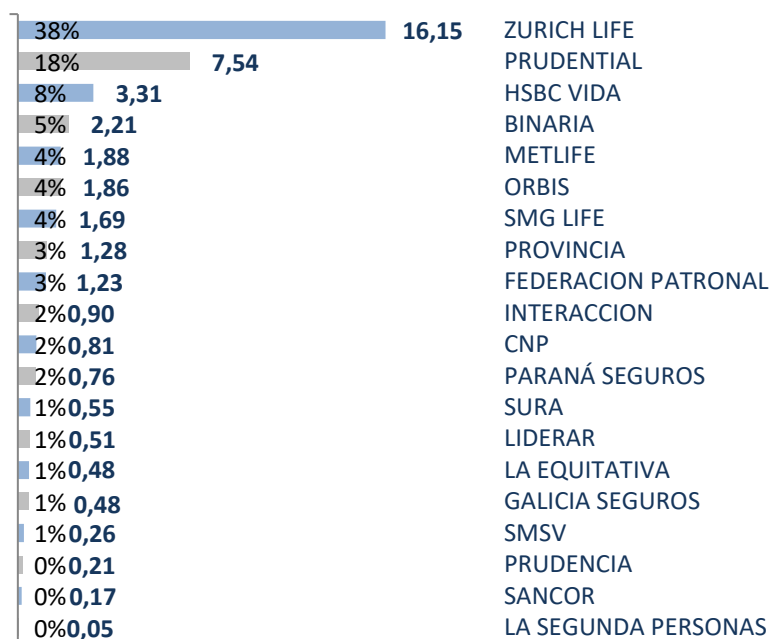 38% 16,15 ZURICH LIFE
18% 7,54 PRUDENTIAL
8% 3,31 HSBC VIDA
5% 2,21 BINARIA
4% 1,88 METLIFE
4% 1,86 ORBIS
4% 1,69 SMG LIFE
3% 1,28 PROVINCIA
3% 1,23 FEDERACION PATRONAL
2% 0,90 INTERACCION
2% 0,81 CNP
2% 0,76 PARANÁ SEGUROS
1% 0,55 SURA
1% 0,51 LIDERAR
1% 0,48 LA EQUITATIVA
1% 0,48 GALICIA SEGUROS
1% 0,26 SMSV
0% 0,21 PRUDENCIA
0% 0,17 SANCOR
0% 0,05 LA SEGUNDA PERSONAS